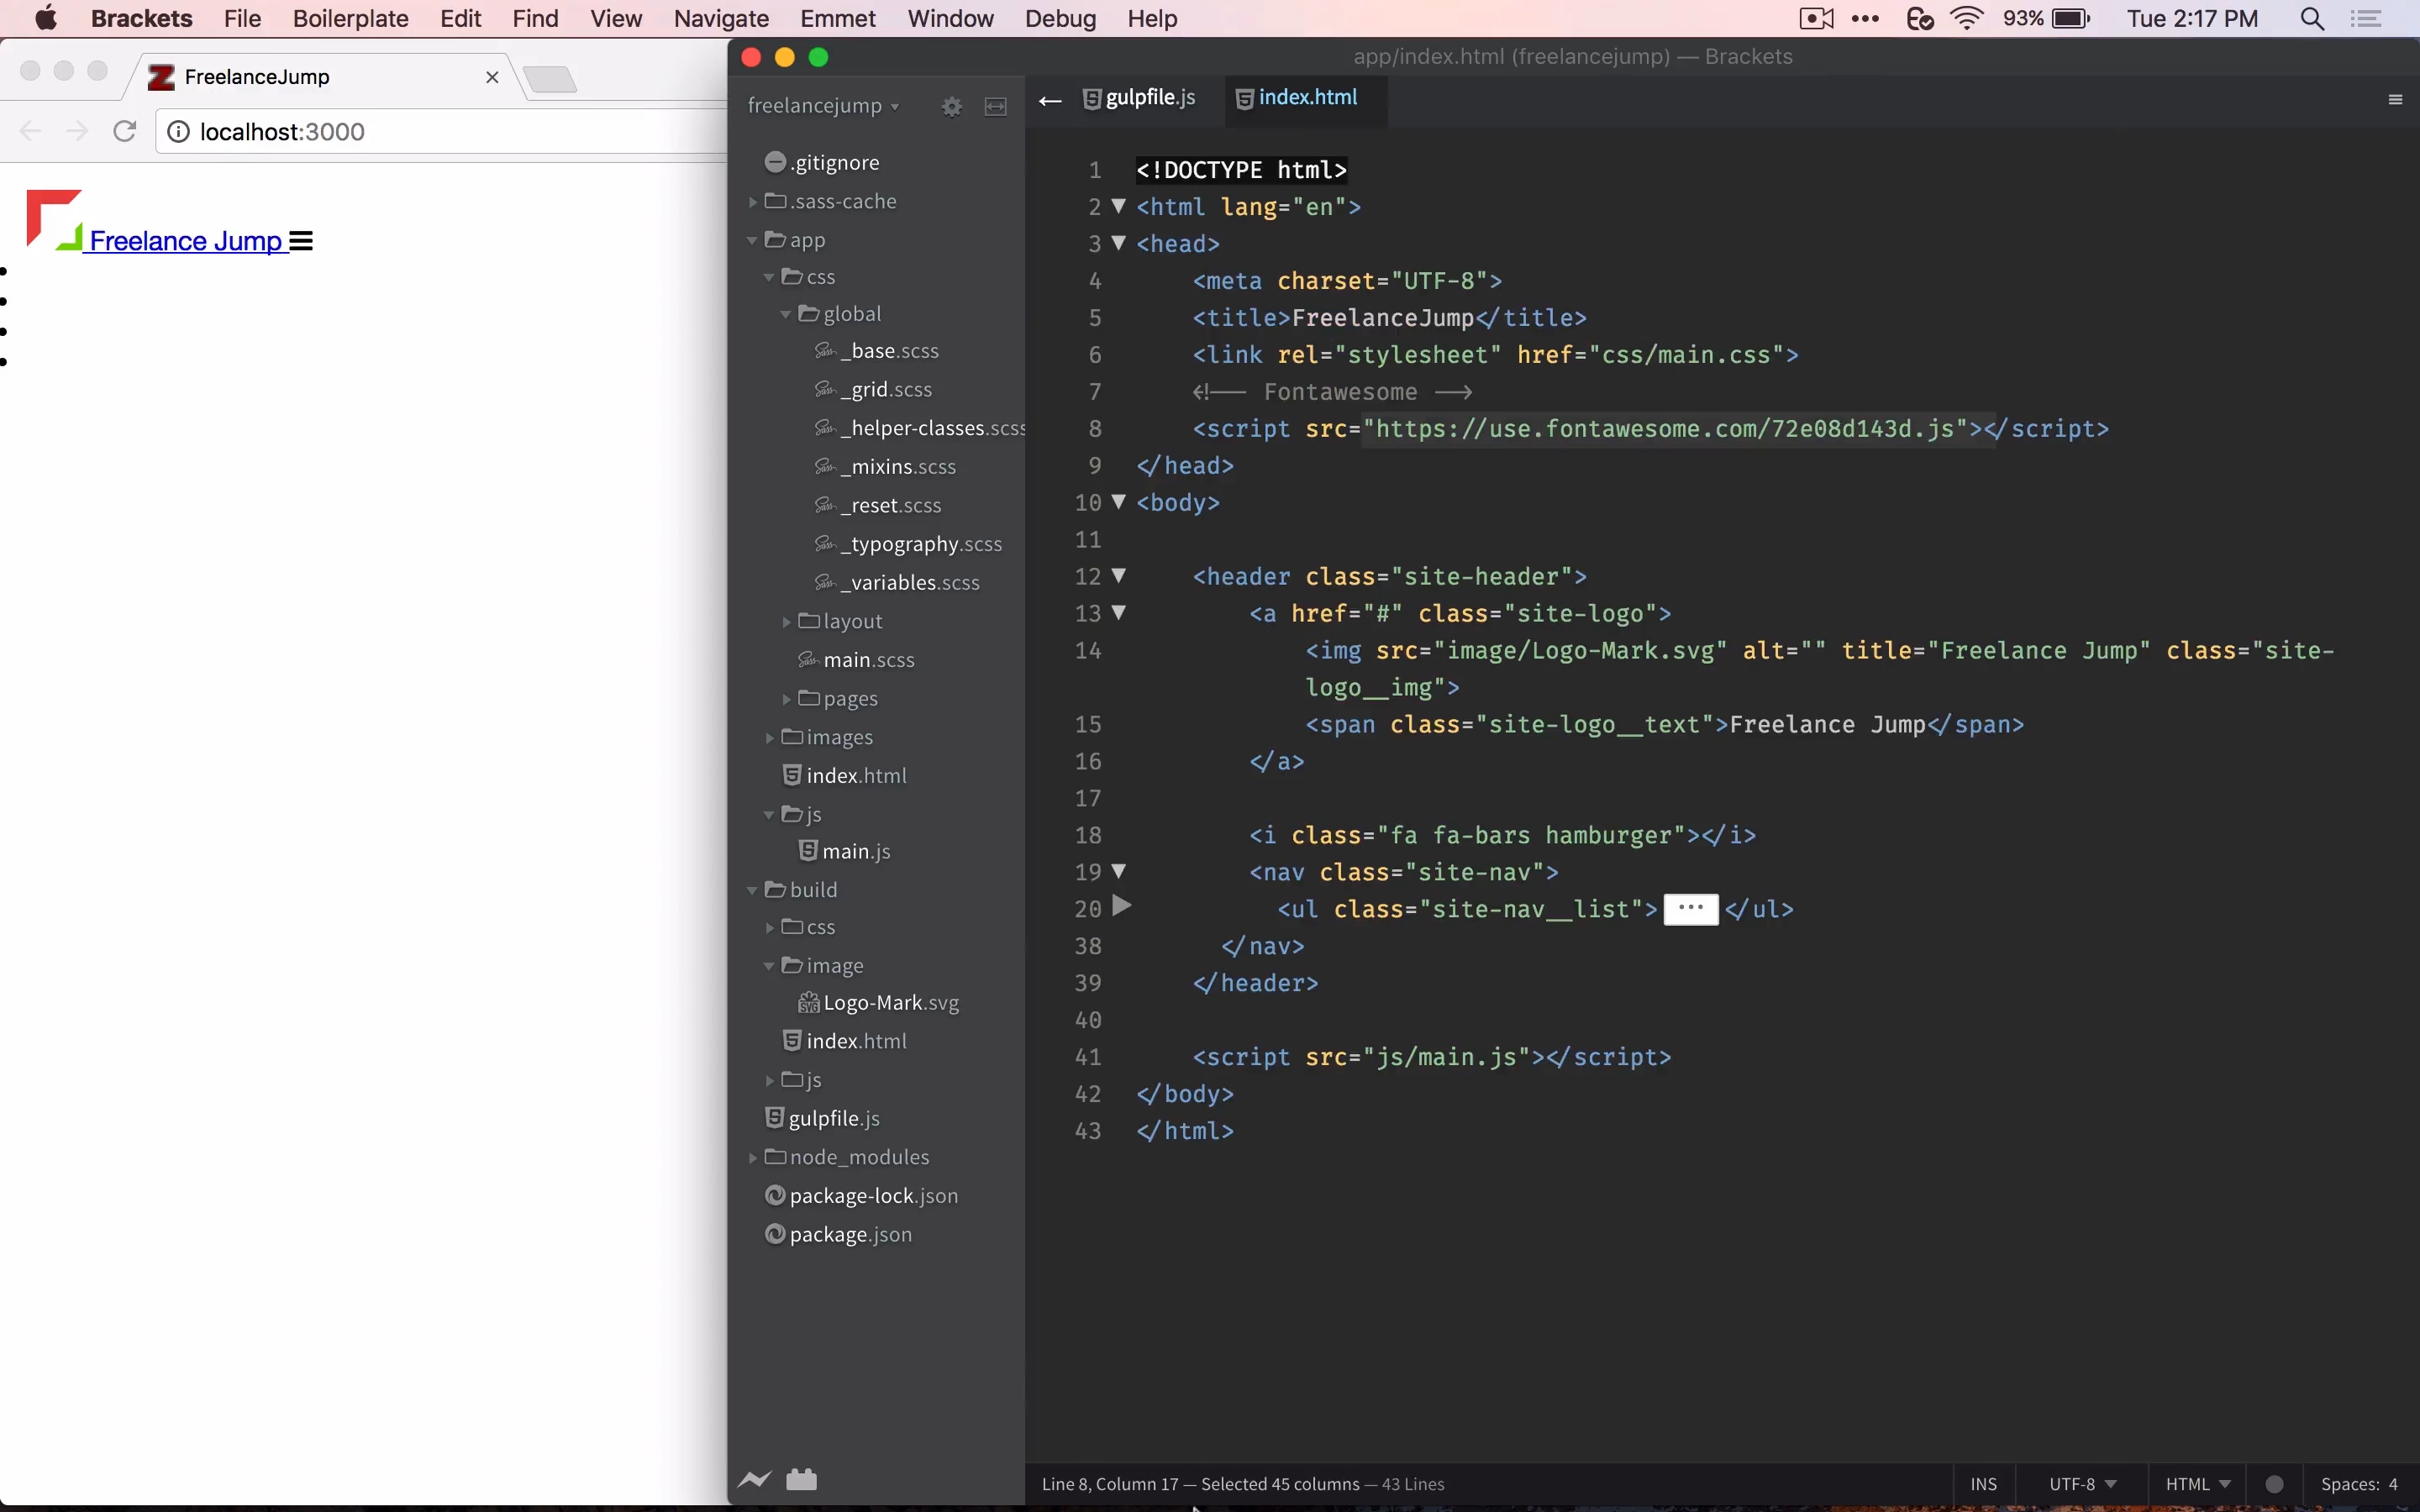 Brackets File Boilerplate Edit Find View Navigate Emmet Window Debug Help 93% Tue 2:17 PM
FreelanceJump
localhost:3000
Freelance Jump
app/index.html (freelancejump) — Brackets
freelancejump
.gitignore
.sass-cache
app
css
global
_base.scss
_grid.scss
_helper-classes.scss
_mixins.scss
_reset.scss
_typography.scss
_variables.scss
layout
main.scss
pages
images
index.html
js
main.js
build
css
image
Logo-Mark.svg
index.html
js
gulpfile.js
node_modules
package-lock.json
package.json
gulpfile.js index.html
1 <!DOCTYPE html>
2 <html lang="en">
3 <head>
4 <meta charset="UTF-8">
5 <title>FreelanceJump</title>
6 <link rel="stylesheet" href="css/main.css">
7 <!-- Fontawesome -->
8 <script src="https://use.fontawesome.com/72e08d143d.js"></script>
9 </head>
10 <body>
11
12 <header class="site-header">
13 <a href="#" class="site-logo">
14 <img src="image/Logo-Mark.svg" alt="" title="Freelance Jump" class="site-
logo__img">
15 <span class="site-logo__text">Freelance Jump</span>
16 </a>
17
18 <i class="fa fa-bars hamburger"></i>
19 <nav class="site-nav">
20 <ul class="site-nav__list">...</ul>
38 </nav>
39 </header>
40
41 <script src="js/main.js"></script>
42 </body>
43 </html>
Line 8, Column 17 — Selected 45 columns — 43 Lines INS UTF-8 HTML Spaces: 4